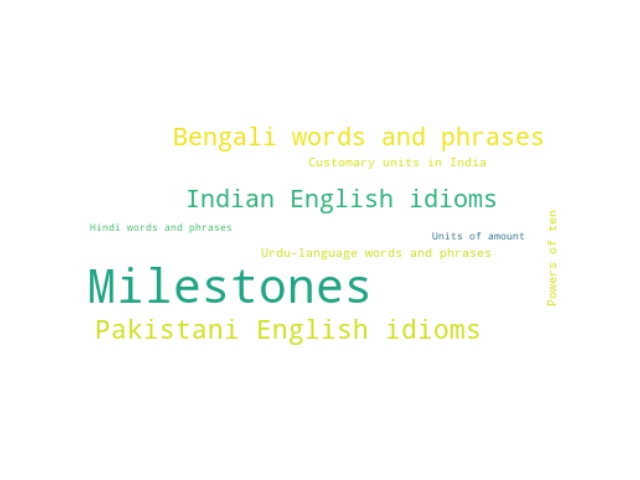 Bengali words and phrases
Customary units in India
Indian English idioms
Hindi words and phrases
Units of amount
Urdu-language words and phrases
Powers of ten
Milestones
Pakistani English idioms